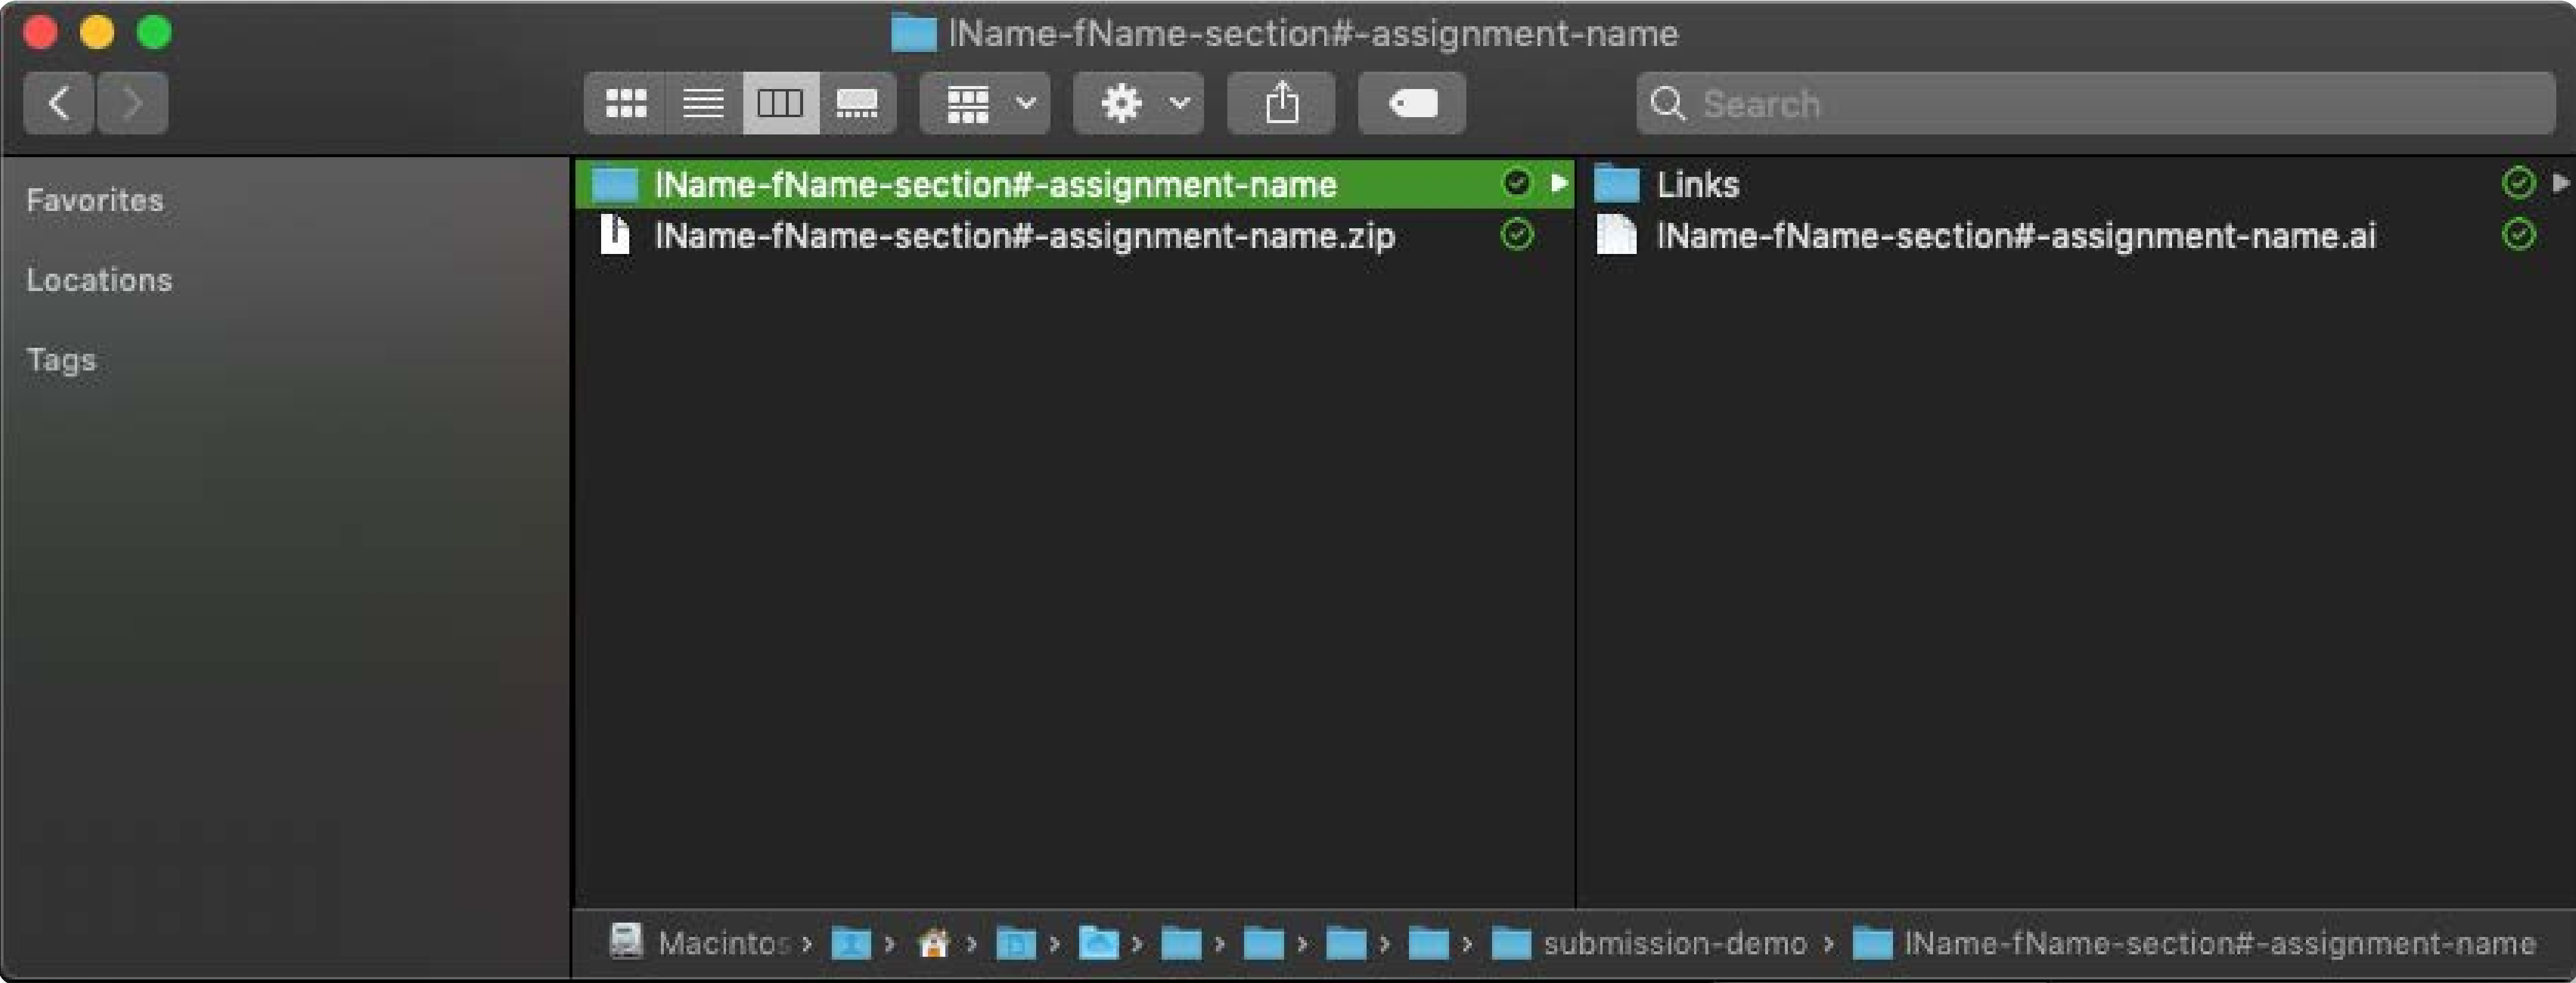 lName-fName-section#-assignment-name
Search
Favorites
Locations
Tags
lName-fName-section#-assignment-name
lName-fName-section#-assignment-name.zip
Links
lName-fName-section#-assignment-name.ai
Macintos › › › › › › › › › submission-demo › lName-fName-section#-assignment-name